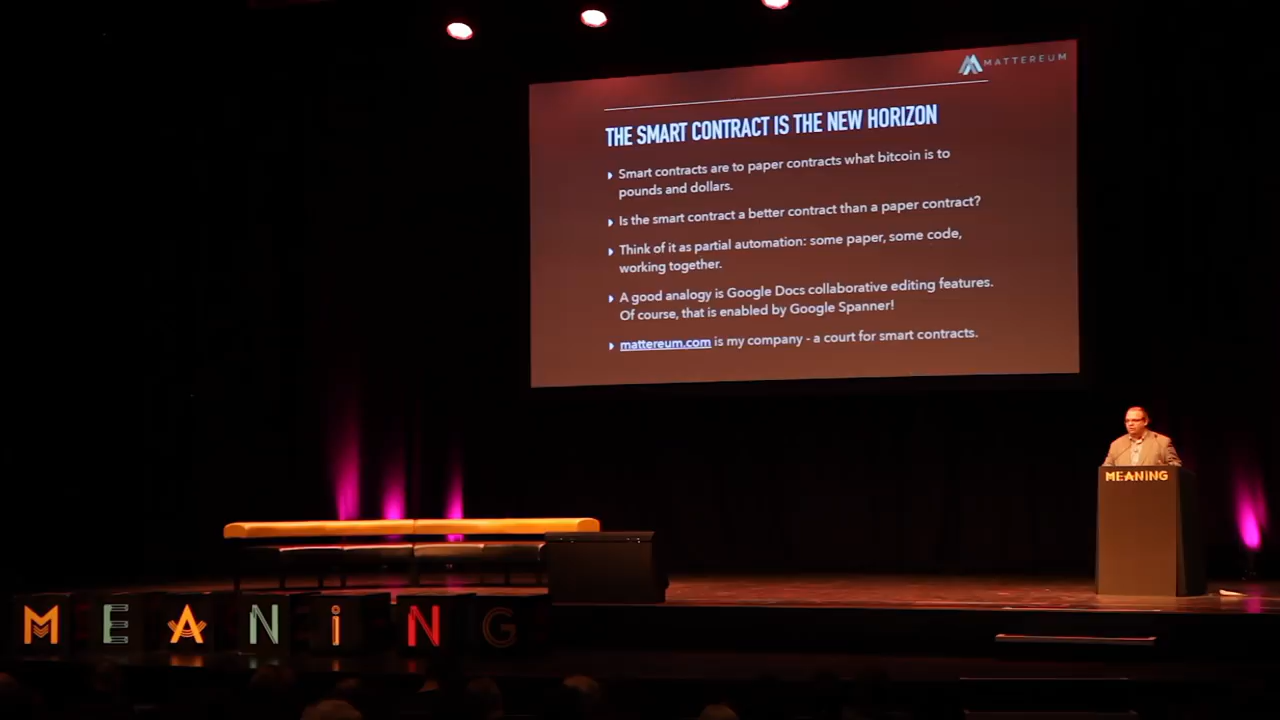 MATTEREUM
THE SMART CONTRACT IS THE NEW HORIZON
Smart contracts are to paper contracts what bitcoin is to
pounds and dollars.
Is the smart contract a better contract than a paper contract?
Think of it as partial automation: some paper, some code,
working together.
A good analogy is Google Docs collaborative editing features.
Of course, that is enabled by Google Spanner!
mattereum.com is my company - a court for smart contracts.
MEANING
MEANiNG